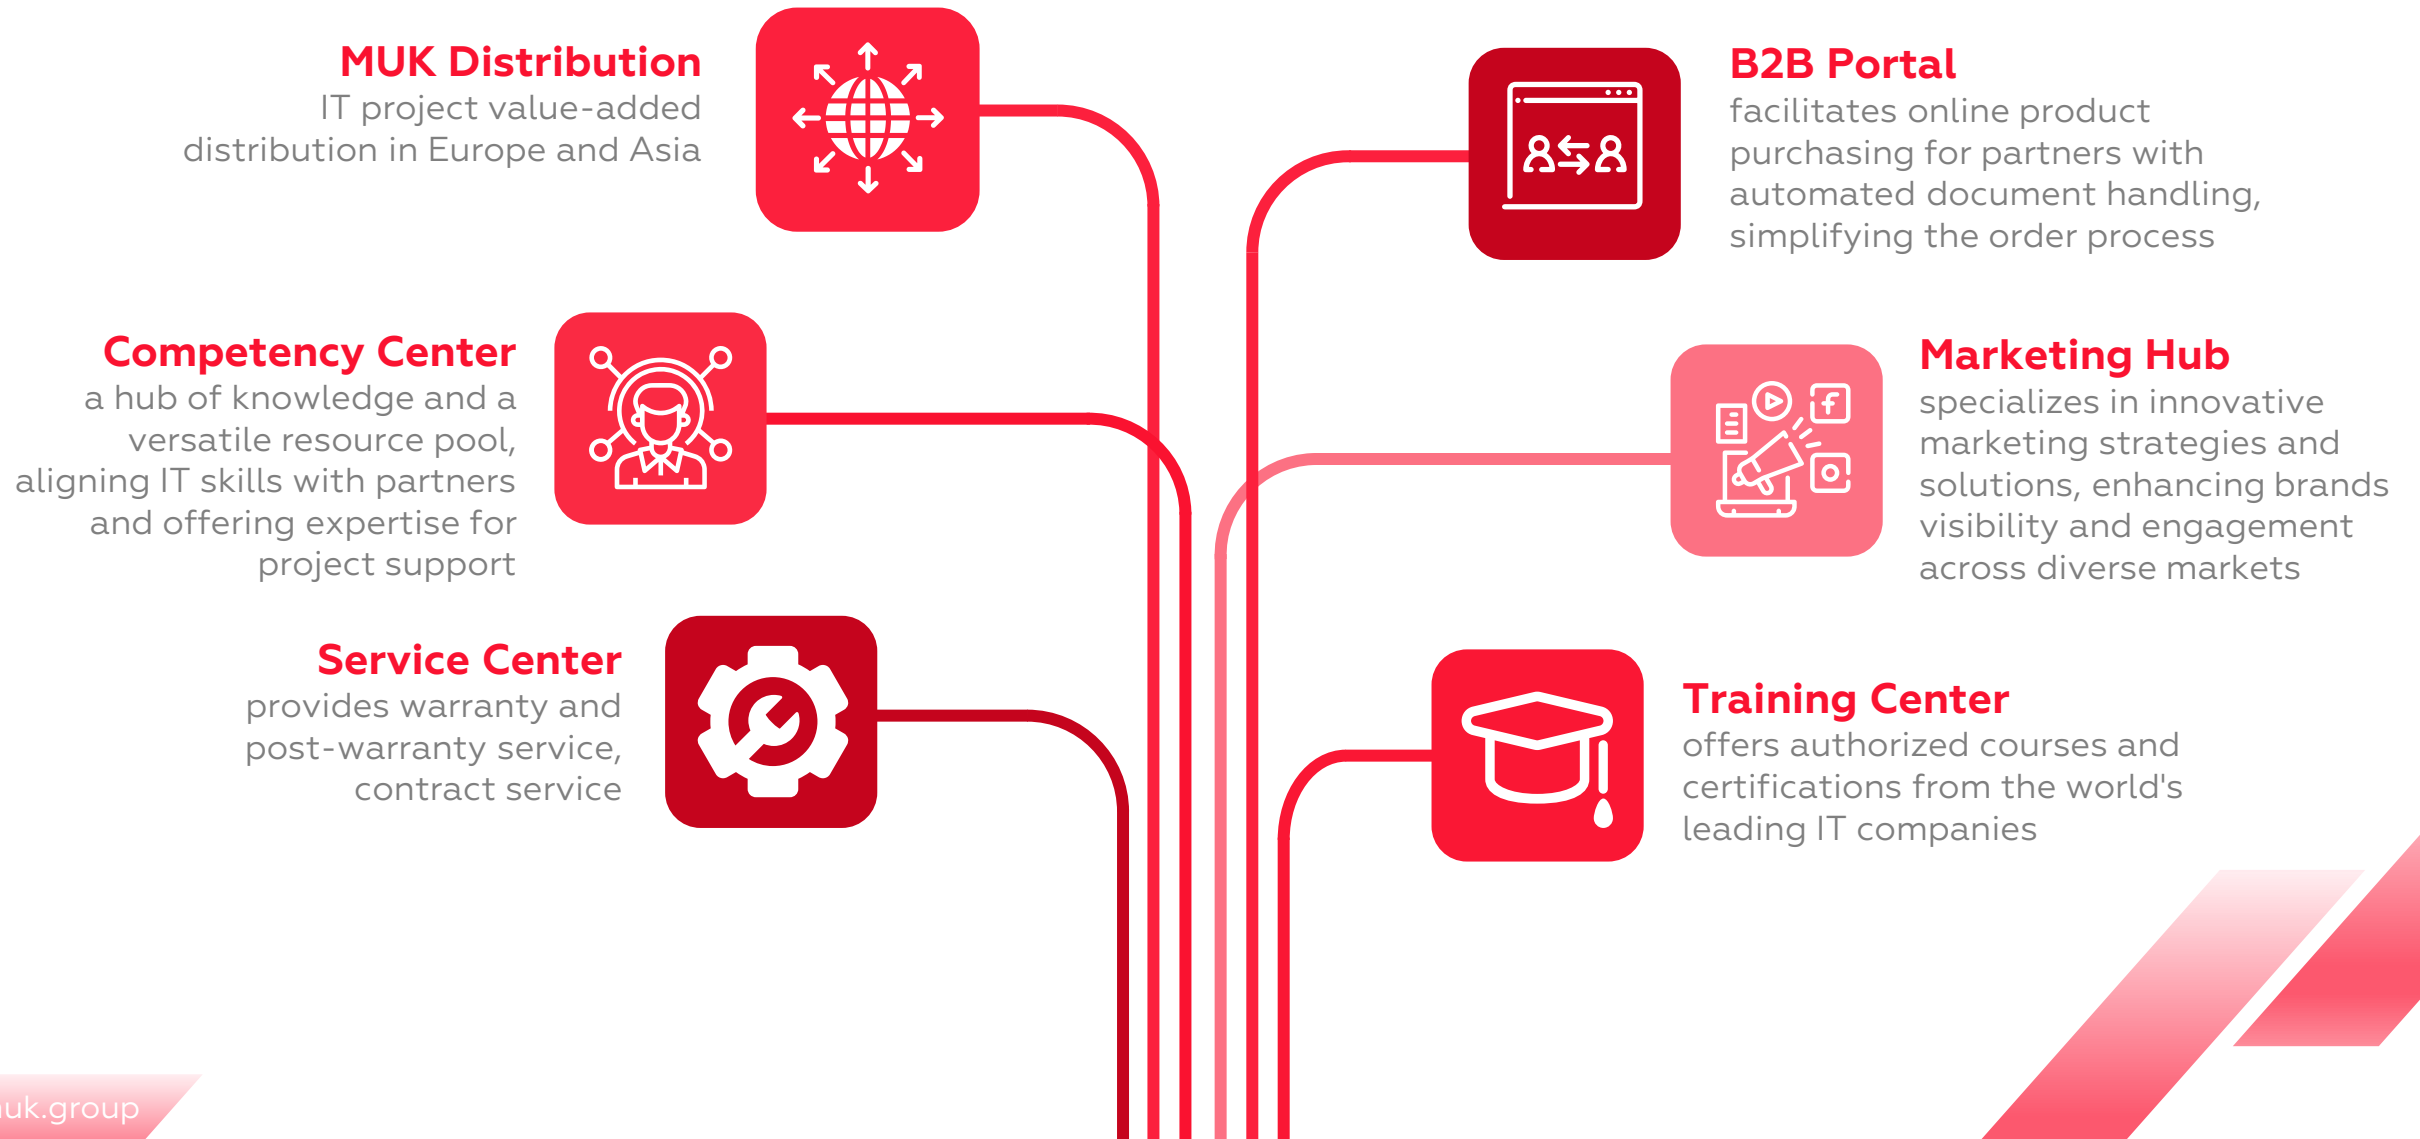 MUK Distribution
IT project value-added
distribution in Europe and Asia
Competency Center
a hub of knowledge and a
versatile resource pool,
aligning IT skills with partners
and offering expertise for
project support
Service Center
provides warranty and
post-warranty service,
contract service
B2B Portal
facilitates online product
purchasing for partners with
automated document handling,
simplifying the order process
Marketing Hub
specializes in innovative
marketing strategies and
solutions, enhancing brands
visibility and engagement
across diverse markets
Training Center
offers authorized courses and
certifications from the world's
leading IT companies
uk.group